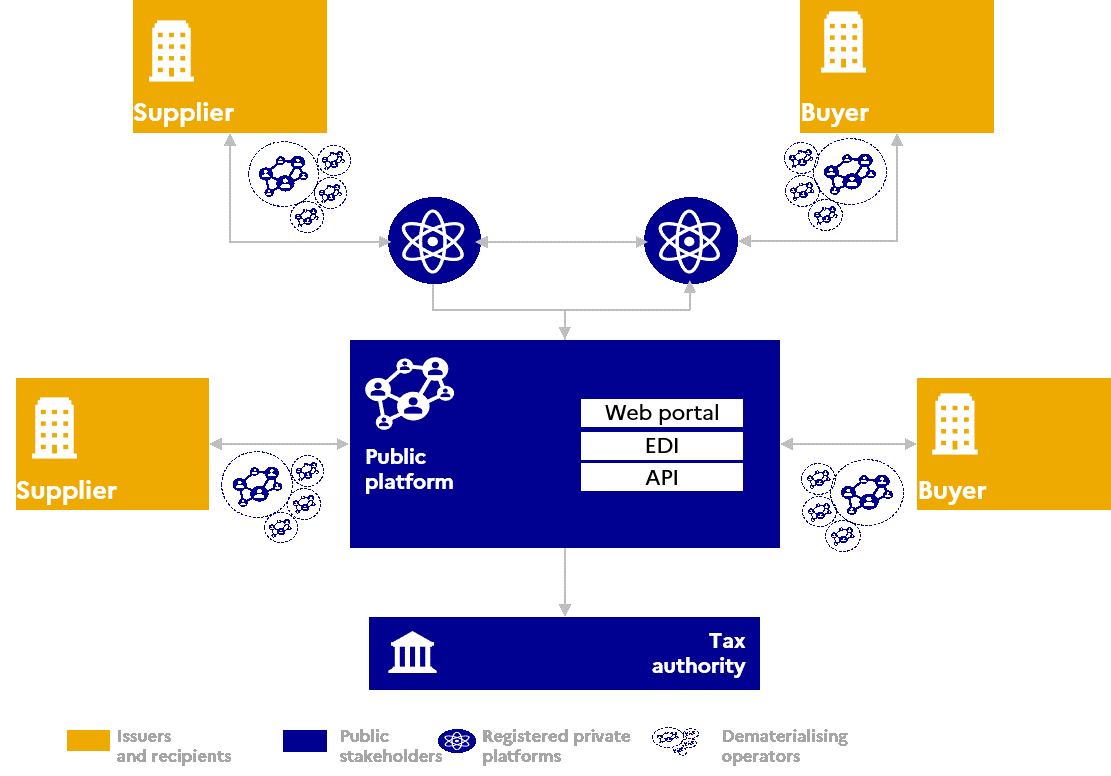 Supplier
Buyer
Web portal
EDI
API
Public
platform
Supplier
Buyer
Tax
authority
Issuers
and recipients
Public
stakeholders
Registered private
platforms
Dematerialising
operators